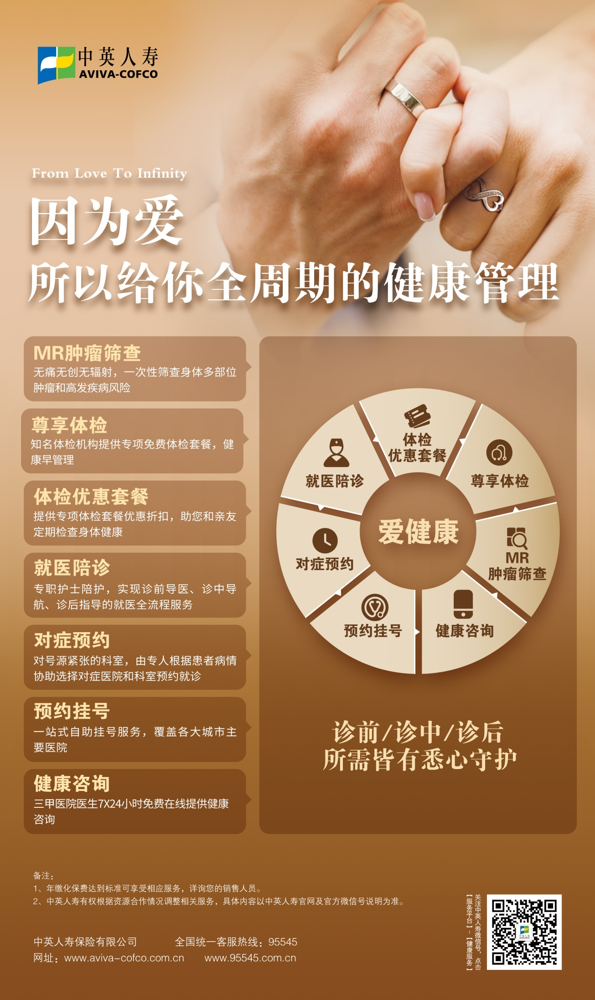 中英人寿
AVIVA-COFCO
From Love To Infinity
因为爱
所以给你全周期的健康管理
MR肿瘤筛查
无痛无创无辐射，一次性筛查身体多部位
肿瘤和高发疾病风险
尊享体检
知名体检机构提供专项免费体检套餐，健
康早管理
体检优惠套餐
提供专项体检套餐优惠折扣，助您和亲友
定期检查身体健康
就医陪诊
专职护士陪护，实现诊前导医、诊中导
航、诊后指导的就医全流程服务
对症预约
对号源紧张的科室，由专人根据患者病情
协助选择对症医院和科室预约就诊
预约挂号
一站式自助挂号服务，覆盖各大城市主
要医院
健康咨询
三甲医院医生7X24小时免费在线提供健康
咨询
体检
优惠套餐
尊享体检
MR
肿瘤筛查
健康咨询
预约挂号
对症预约
就医陪诊
爱健康
诊前/诊中/诊后
所需皆有悉心守护
备注：
1、年缴化保费达到标准可享受相应服务，详询您的销售人员。
2、中英人寿有权根据资源合作情况调整相关服务，具体内容以中英人寿官网及官方微信号说明为准。
中英人寿保险有限公司 全国统一客服热线：95545
网址：www.aviva-cofco.com.cn www.95545.com.cn
关注中英人寿微信号，点击
【服务平台】-【健康服务】
中英人寿
AVIVA-COFCO